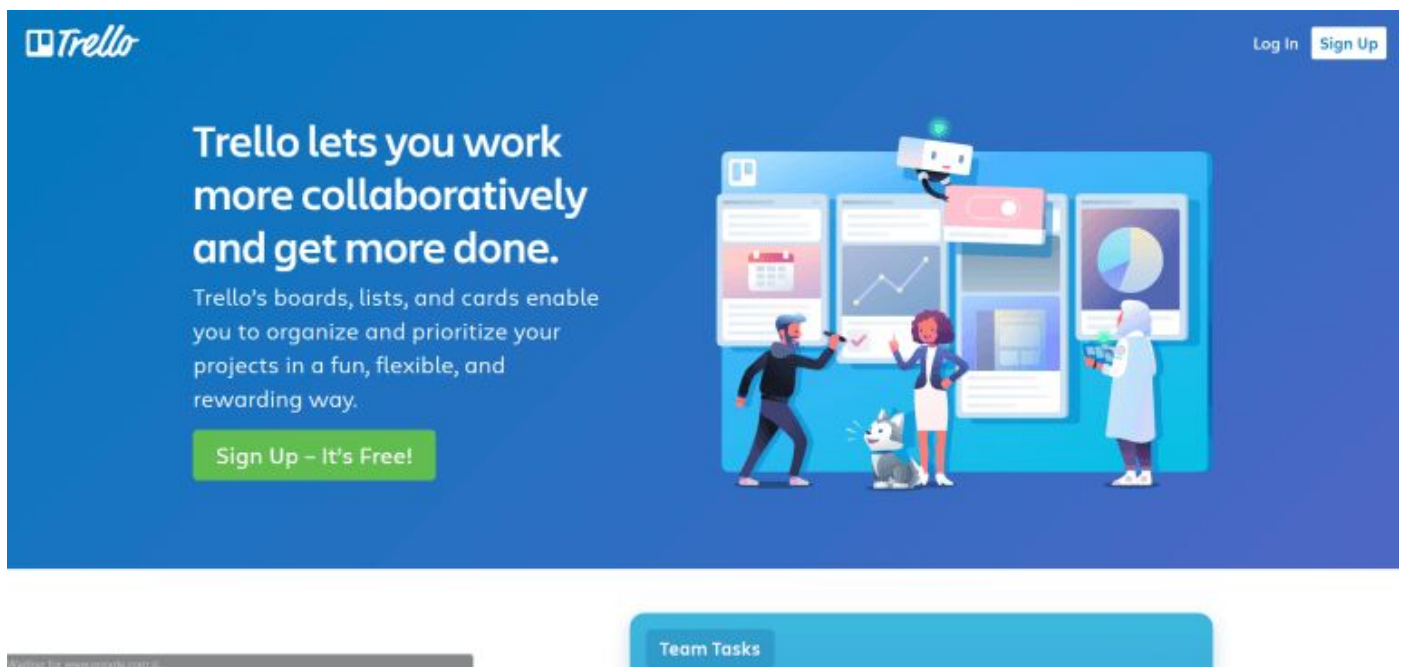 Trello
Log In
Sign Up
Trello lets you work
more collaboratively
and get more done.
Trello's boards, lists, and cards enable
you to organize and prioritize your
projects in a fun, flexible, and
rewarding way.
Sign Up – It's Free!
Team Tasks